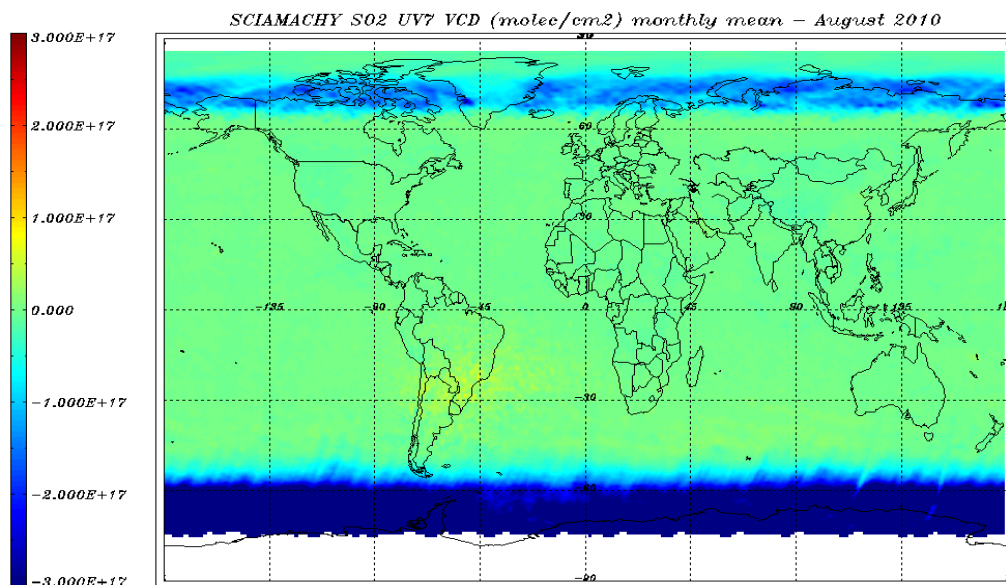 SCIAMACHY SO2 UV7 VCD (molec/cm2) monthly mean – August 2010
3.000E+17
2.000E+17
1.000E+17
0.000
-1.000E+17
-2.000E+17
-3.000E+17
90
60
30
-135 -90 -45 0 45 90 135
-30
-60
-90